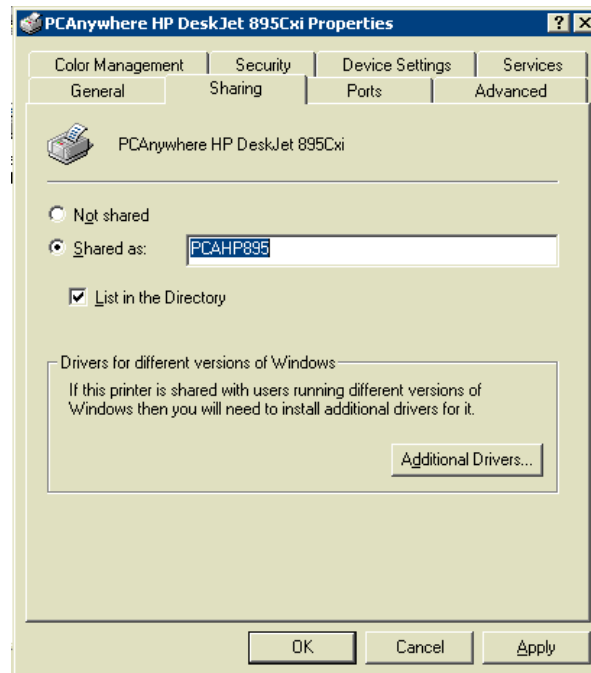 PCAnywhere HP DeskJet 895Cxi Properties
Color Management Security Device Settings Services
General Sharing Ports Advanced
PCAnywhere HP DeskJet 895Cxi
Not shared
Shared as: PCAHP895
List in the Directory
Drivers for different versions of Windows
If this printer is shared with users running different versions of
Windows then you will need to install additional drivers for it.
Additional Drivers...
OK Cancel Apply